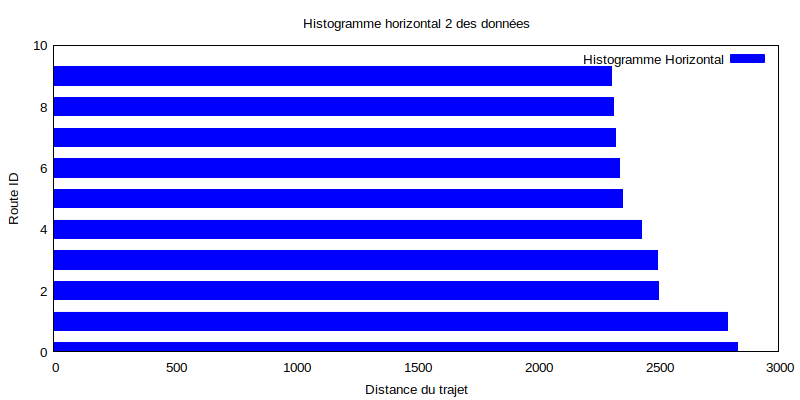 Histogramme horizontal 2 des données
Histogramme Horizontal
10
8
6
4
2
0
Route ID
0 500 1000 1500 2000 2500 3000
Distance du trajet